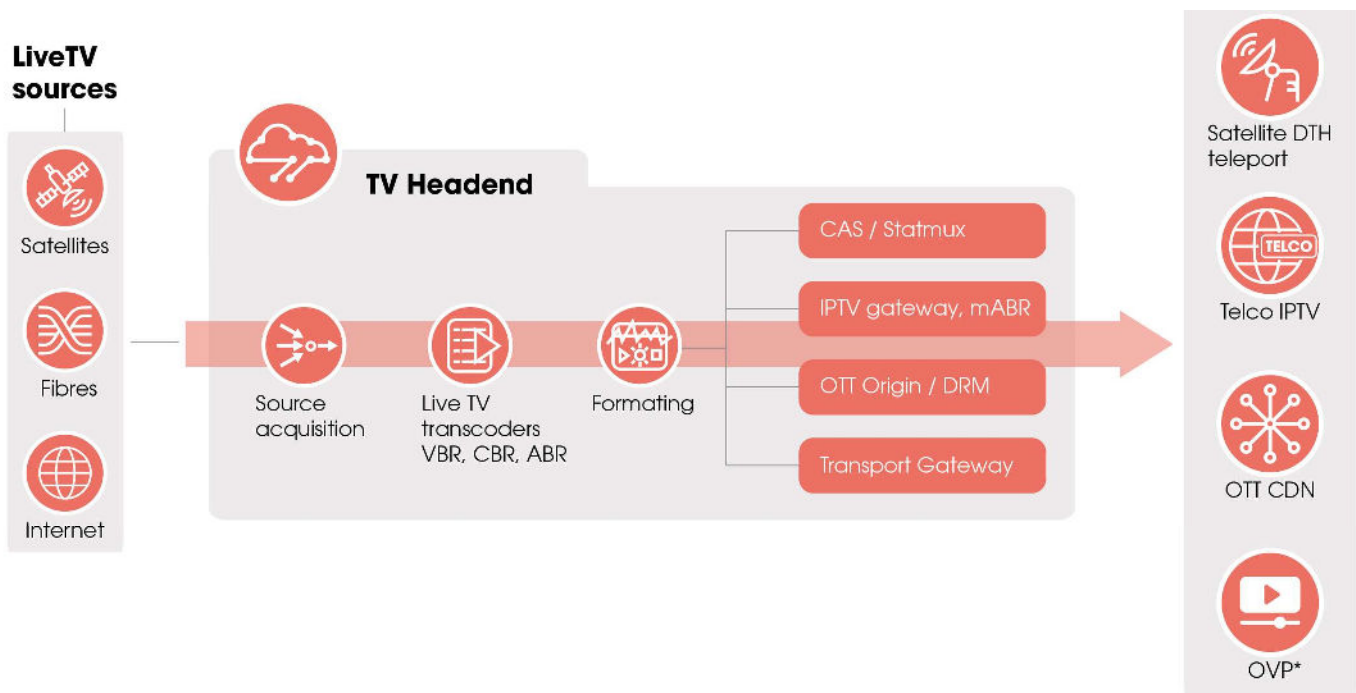 LiveTV
sources
Satellites
Fibres
Internet
TV Headend
Source
acquisition
Live TV
transcoders
VBR, CBR, ABR
Formating
CAS / Statmux
IPTV gateway, mABR
OTT Origin / DRM
Transport Gateway
Satellite DTH
teleport
TELCO
Telco IPTV
OTT CDN
OVP*